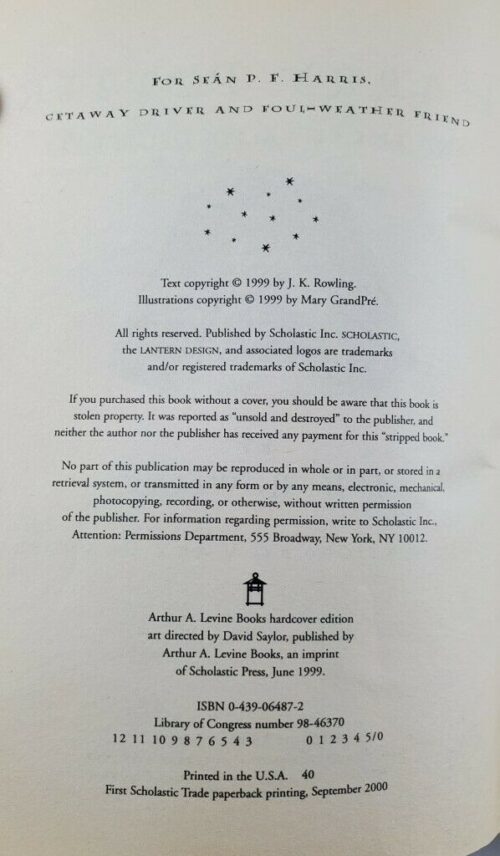 FOR SEÁN P. F. HARRIS,
GETAWAY DRIVER AND FOUL-WEATHER FRIEND
Text copyright © 1999 by J. K. Rowling.
Illustrations copyright © 1999 by Mary GrandPré.
All rights reserved. Published by Scholastic Inc. SCHOLASTIC,
the LANTERN DESIGN, and associated logos are trademarks
and/or registered trademarks of Scholastic Inc.
If you purchased this book without a cover, you should be aware that this book is
stolen property. It was reported as "unsold and destroyed" to the publisher, and
neither the author nor the publisher has received any payment for this "stripped book."
No part of this publication may be reproduced in whole or in part, or stored in a
retrieval system, or transmitted in any form or by any means, electronic, mechanical,
photocopying, recording, or otherwise, without written permission
of the publisher. For information regarding permission, write to Scholastic Inc.,
Attention: Permissions Department, 555 Broadway, New York, NY 10012.
Arthur A. Levine Books hardcover edition
art directed by David Saylor, published by
Arthur A. Levine Books, an imprint
of Scholastic Press, June 1999.
ISBN 0-439-06487-2
Library of Congress number 98-46370
12 11 10 9 8 7 6 5 4 3 0 1 2 3 4 5/0
Printed in the U.S.A. 40
First Scholastic Trade paperback printing, September 2000